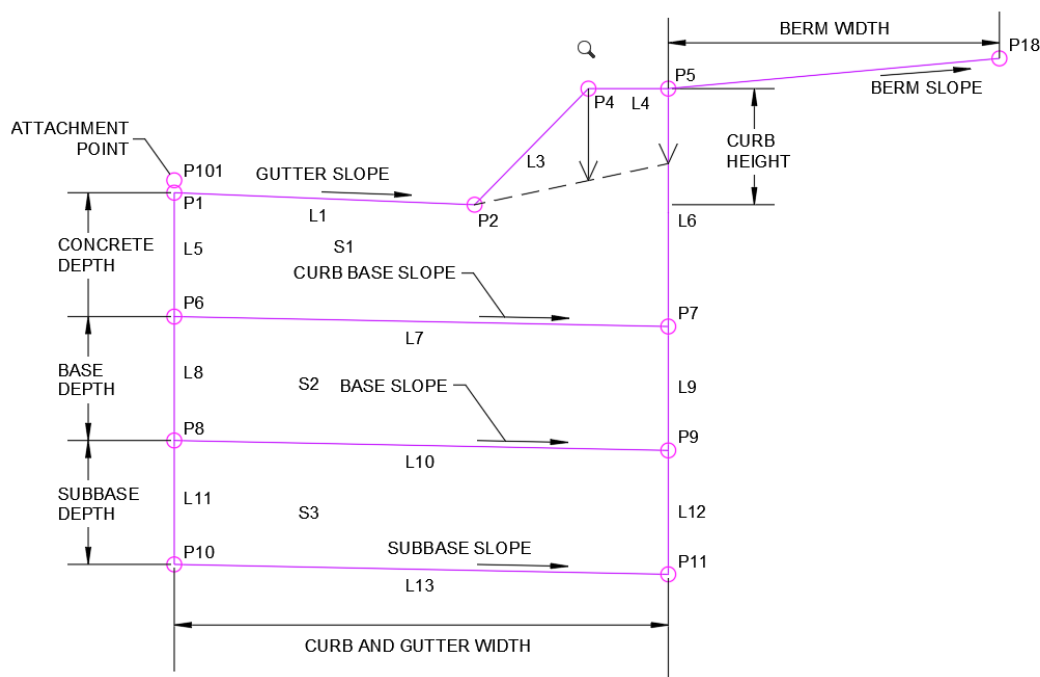 BERM WIDTH
P18
P5
P4
L4
BERM SLOPE
ATTACHMENT
POINT
CURB
HEIGHT
L3
P101
GUTTER SLOPE
P1
L1
P2
L6
CONCRETE
DEPTH
L5
S1
CURB BASE SLOPE
P6
P7
L7
BASE
DEPTH
L8
S2
BASE SLOPE
L9
P8
P9
L10
SUBBASE
DEPTH
L11
S3
L12
P10
SUBBASE SLOPE
P11
L13
CURB AND GUTTER WIDTH